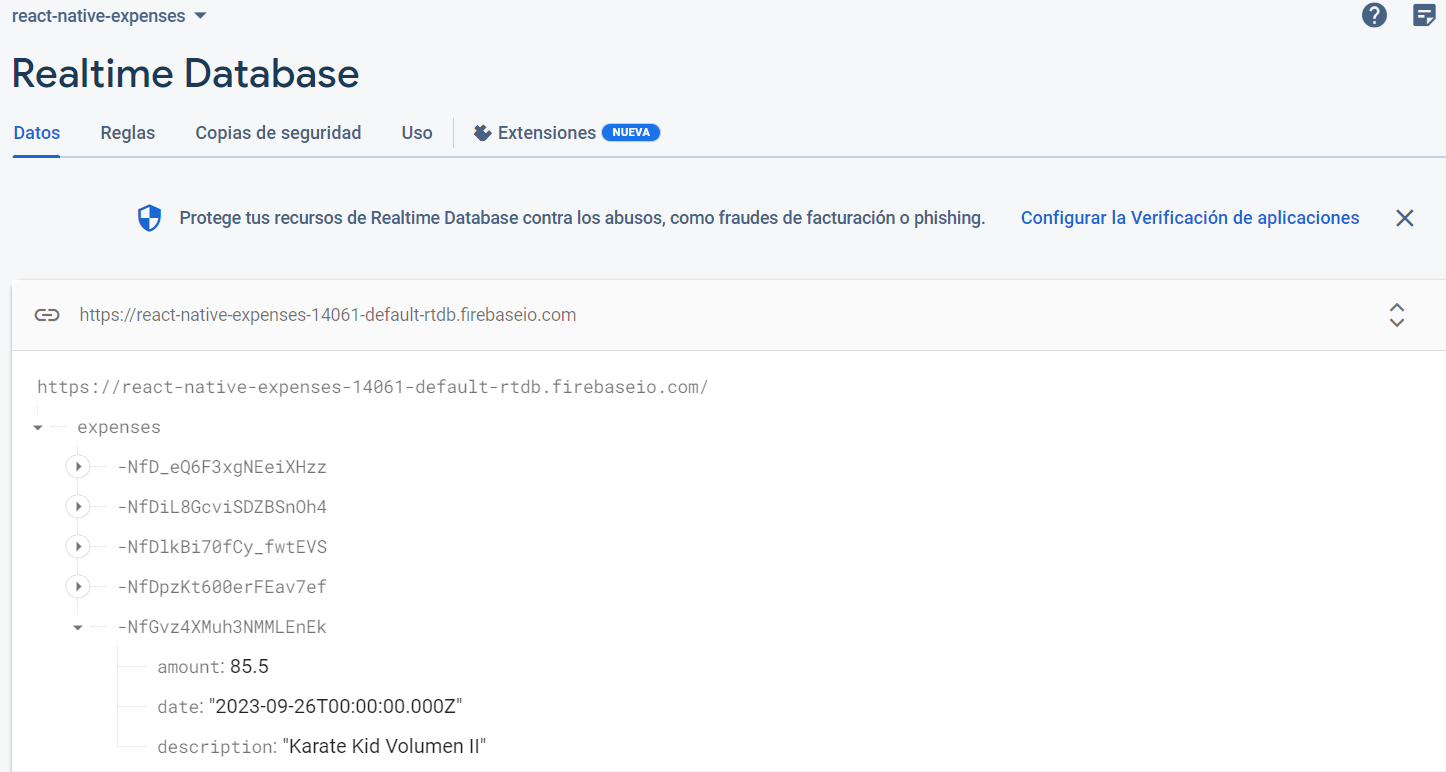 react-native-expenses
Realtime Database
Datos Reglas Copias de seguridad Uso Extensiones NUEVA
Protege tus recursos de Realtime Database contra los abusos, como fraudes de facturación o phishing. Configurar la Verificación de aplicaciones
https://react-native-expenses-14061-default-rtdb.firebaseio.com
https://react-native-expenses-14061-default-rtdb.firebaseio.com/
expenses
-NfD_eQ6F3xgNEeiXHzz
-NfDiL8GcviSDZBSnOh4
-NfDlkBi70fCy_fwtEVS
-NfDpzKt600erFEav7ef
-NfGvz4XMuh3NMMLEnEk
amount: 85.5
date: "2023-09-26T00:00:00.000Z"
description: "Karate Kid Volumen II"